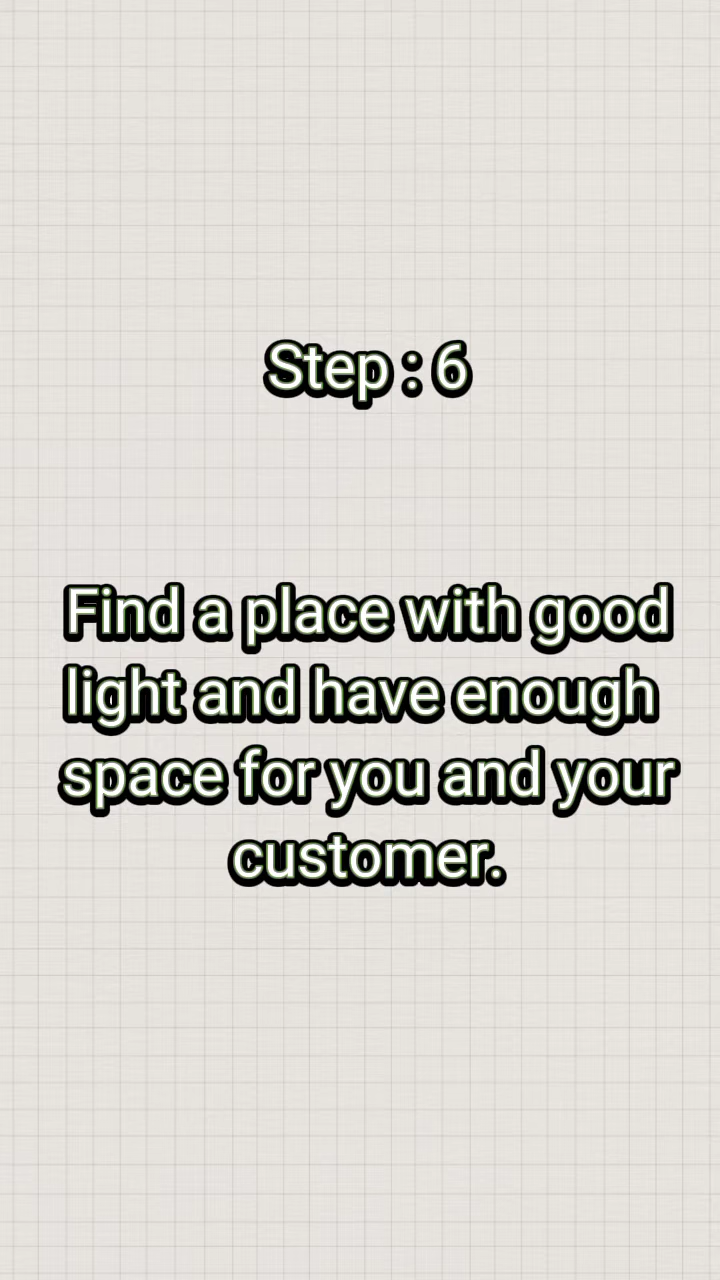 Step : 6
Find a place with good
light and have enough
space for you and your
customer.